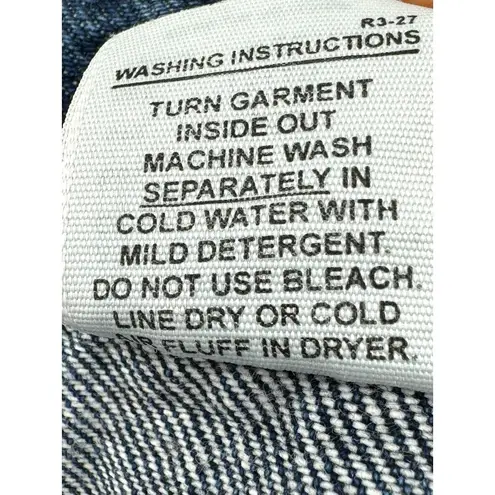 R3-27
WASHING INSTRUCTIONS
TURN GARMENT
INSIDE OUT
MACHINE WASH
SEPARATELY IN
COLD WATER WITH
MILD DETERGENT.
DO NOT USE BLEACH.
LINE DRY OR COLD
FLUFF IN DRYER.